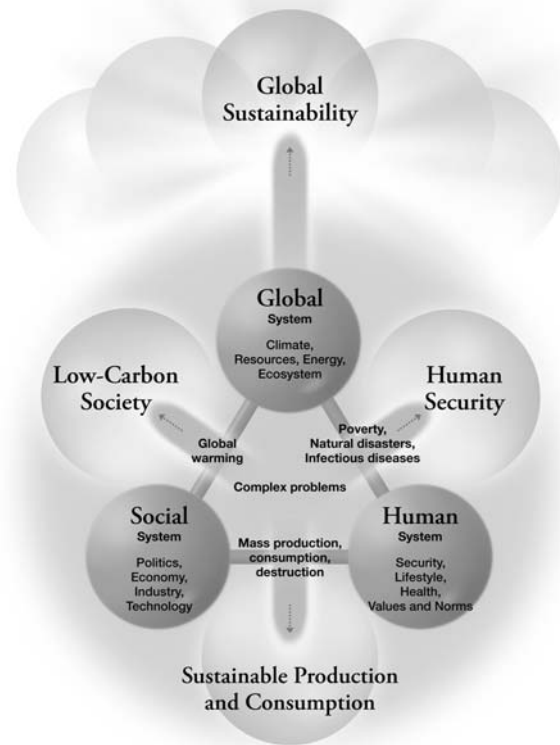 Global
Sustainability
Global
System
Climate,
Resources, Energy,
Ecosystem
Low-Carbon
Society
Human
Security
Global
warming
Poverty,
Natural disasters,
Infectious diseases
Complex problems
Social
System
Politics,
Economy,
Industry,
Technology
Mass production,
consumption,
destruction
Human
System
Security,
Lifestyle,
Health,
Values and Norms
Sustainable Production
and Consumption